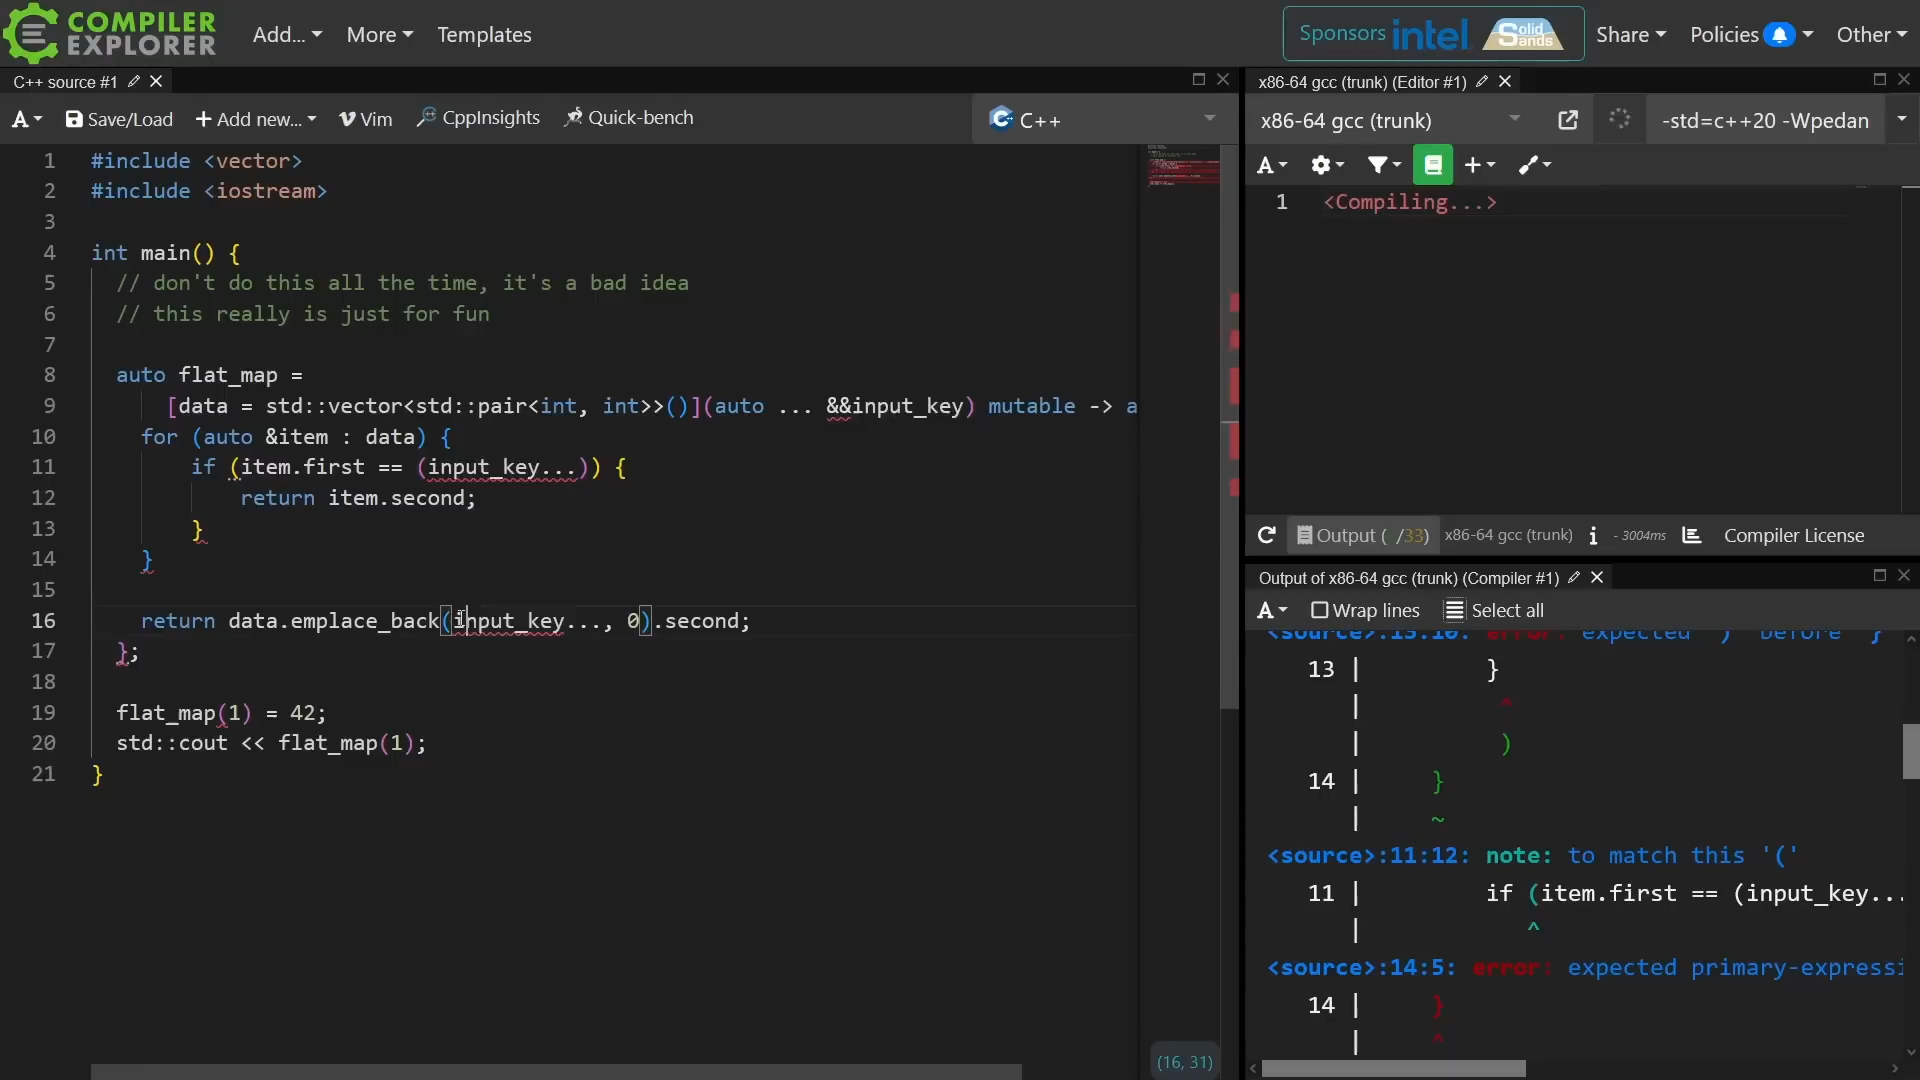 COMPILER EXPLORER
Add...
More
Templates
Sponsors intel Solid Sands
Share
Policies
Other
C++ source #1
A
Save/Load
+ Add new...
Vim
CppInsights
Quick-bench
C++
1 #include <vector>
2 #include <iostream>
3
4 int main() {
5 // don't do this all the time, it's a bad idea
6 // this really is just for fun
7
8 auto flat_map =
9 [data = std::vector<std::pair<int, int>>()](auto ... &&input_key) mutable -> a
10 for (auto &item : data) {
11 if (item.first == (input_key...)) {
12 return item.second;
13 }
14 }
15
16 return data.emplace_back(input_key..., 0).second;
17 };
18
19 flat_map(1) = 42;
20 std::cout << flat_map(1);
21 }
(16, 31)
x86-64 gcc (trunk) (Editor #1)
x86-64 gcc (trunk)
-std=c++20 -Wpedan
A
1 <Compiling...>
Output ( /33)
x86-64 gcc (trunk)
i
- 3004ms
Compiler License
Output of x86-64 gcc (trunk) (Compiler #1)
A
Wrap lines
Select all
<source>:13:10: error: expected ')' before '}'
13 | }
| ^
| )
14 | }
| ~
<source>:11:12: note: to match this '('
11 | if (item.first == (input_key...
| ^
<source>:14:5: error: expected primary-expressi
14 | }
| ^